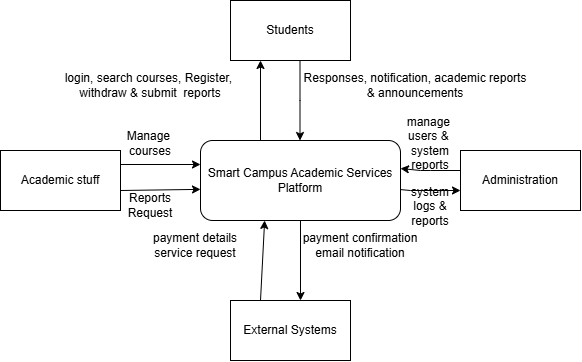 Students
login, search courses, Register,
withdraw & submit  reports
Responses, notification, academic reports
& announcements
Manage
courses
manage
users &
system
reports
Academic stuff
Smart Campus Academic Services
Platform
Administration
Reports
Request
system
logs &
reports
payment details
service request
payment confirmation
email notification
External Systems